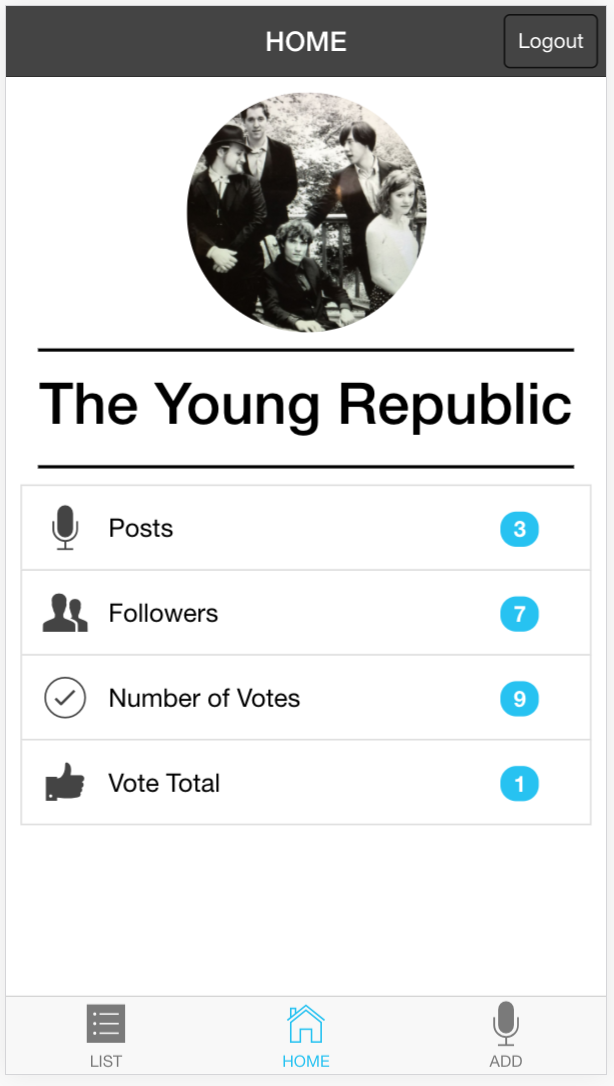 HOME
Logout
The Young Republic
Posts 3
Followers 7
Number of Votes 9
Vote Total 1
LIST HOME ADD